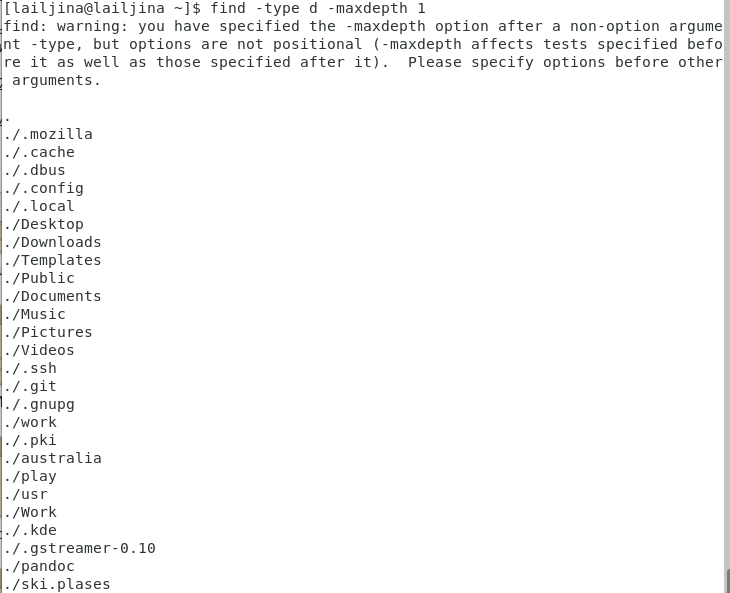 [lailjina@lailjina ~]$ find -type d -maxdepth 1
find: warning: you have specified the -maxdepth option after a non-option argume
nt -type, but options are not positional (-maxdepth affects tests specified befo
re it as well as those specified after it).  Please specify options before other
 arguments.

.
./.mozilla
./.cache
./.dbus
./.config
./.local
./Desktop
./Downloads
./Templates
./Public
./Documents
./Music
./Pictures
./Videos
./.ssh
./.git
./.gnupg
./work
./.pki
./australia
./play
./usr
./Work
./.kde
./.gstreamer-0.10
./pandoc
./ski.plases